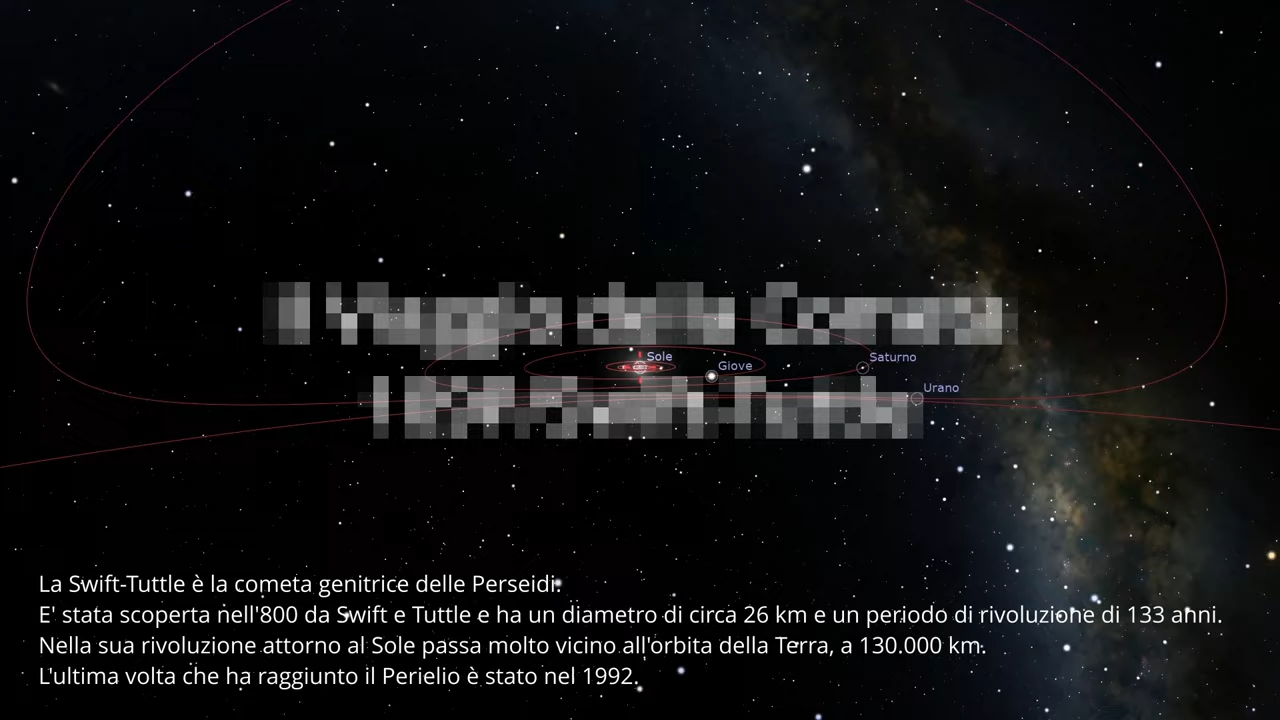 Sole
Giove
Saturno
Urano
La Swift-Tuttle è la cometa genitrice delle Perseidi.
E' stata scoperta nell'800 da Swift e Tuttle e ha un diametro di circa 26 km e un periodo di rivoluzione di 133 anni.
Nella sua rivoluzione attorno al Sole passa molto vicino all'orbita della Terra, a 130.000 km.
L'ultima volta che ha raggiunto il Perielio è stato nel 1992.